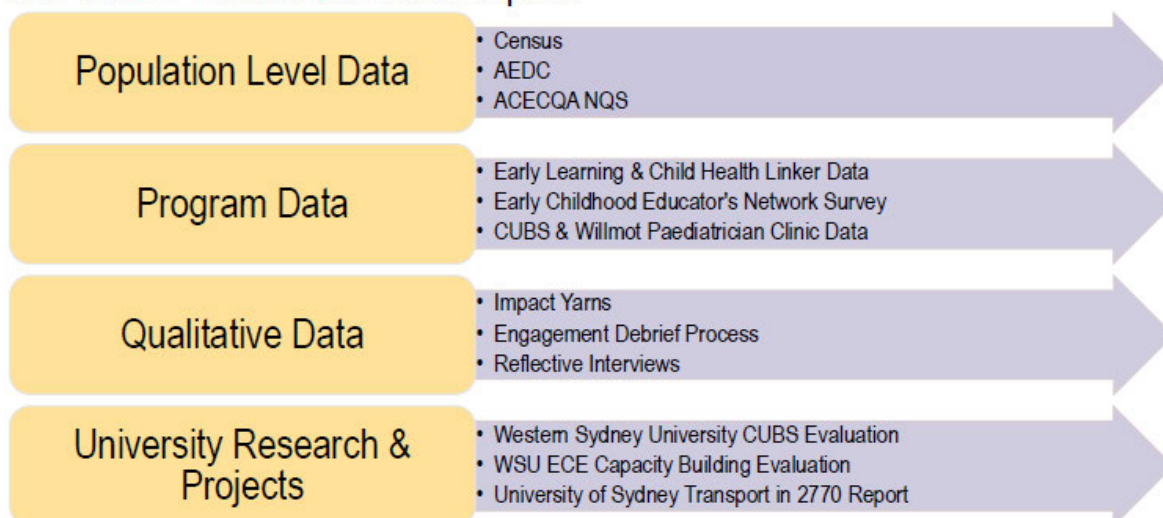 Population Level Data
• Census
• AEDC
• ACECQA NQS
Program Data
• Early Learning & Child Health Linker Data
• Early Childhood Educator's Network Survey
• CUBS & Willmot Paediatrician Clinic Data
Qualitative Data
• Impact Yarns
• Engagement Debrief Process
• Reflective Interviews
University Research &
Projects
• Western Sydney University CUBS Evaluation
• WSU ECE Capacity Building Evaluation
• University of Sydney Transport in 2770 Report